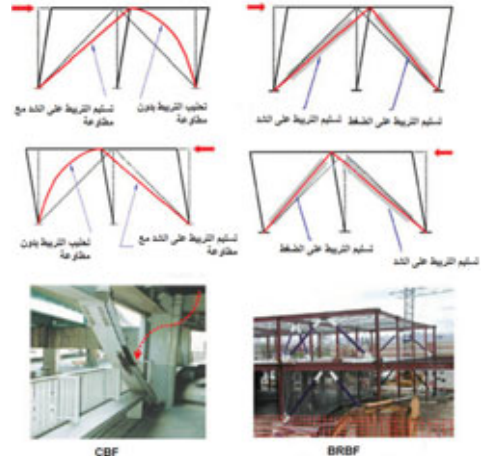 تسليم التربيط على الشد مع
مطاوعة
تحنيب التربيط بدون
مطاوعة
تسليم التربيط على الشد
تسليم التربيط على الضغط
تحنيب التربيط بدون
مطاوعة
تسليم التربيط على الشد مع
مطاوعة
تسليم التربيط على الضغط
تسليم التربيط على الشد
CBF
BRBF